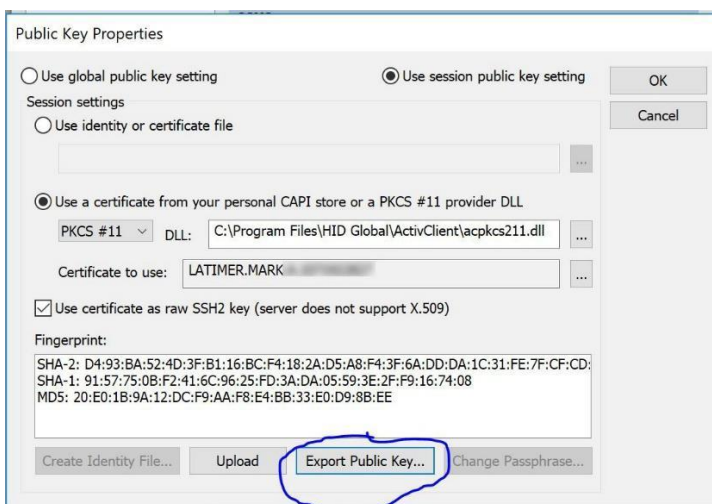 Public Key Properties
Use global public key setting
Use session public key setting
OK
Session settings
Cancel
Use identity or certificate file
...
Use a certificate from your personal CAPI store or a PKCS #11 provider DLL
PKCS #11 DLL: C:\Program Files\HID Global\ActivClient\acpkcs211.dll ...
Certificate to use: LATIMER.MARK ...
Use certificate as raw SSH2 key (server does not support X.509)
Fingerprint:
SHA-2: D4:93:BA:52:4D:3F:B1:16:BC:F4:18:2A:D5:A8:F4:3F:6A:DD:DA:1C:31:FE:7F:CF:CD:
SHA-1: 91:57:75:0B:F2:41:6C:96:25:FD:3A:DA:05:59:3E:2F:F9:16:74:08
MD5: 20:E0:1B:9A:12:DC:F9:AA:F8:E4:BB:33:E0:D9:8B:EE
Create Identity File... Upload Export Public Key... Change Passphrase...